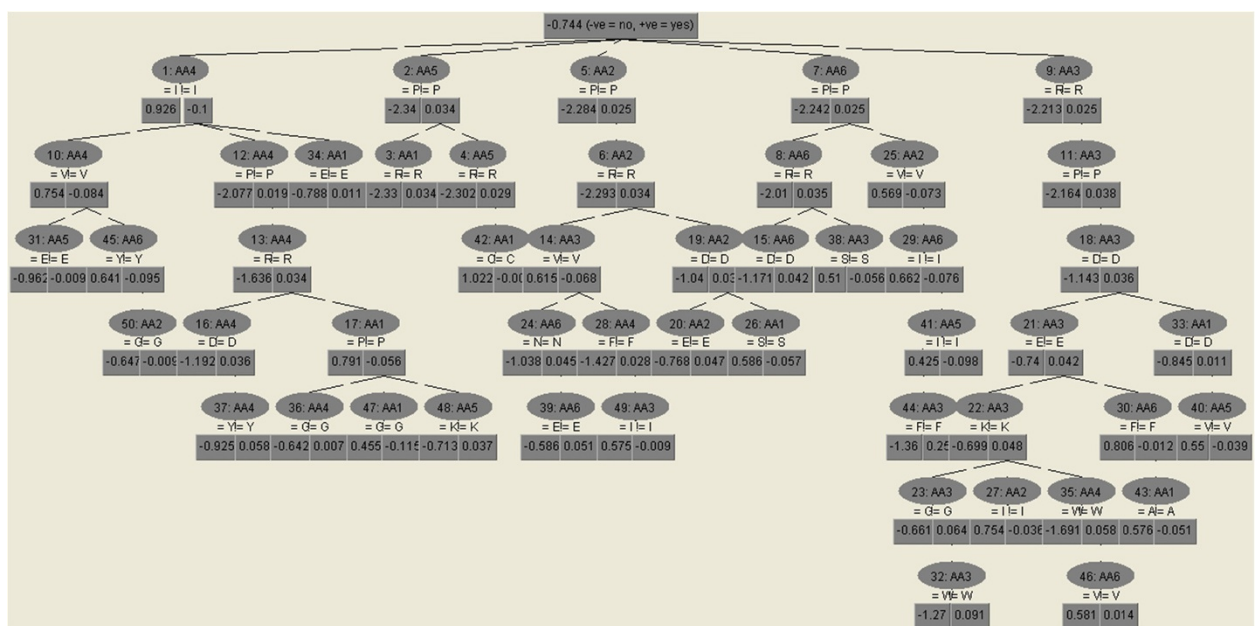 -0.744 (-ve = no, +ve = yes)
1: AA4 2: AA5 5: AA2 7: AA6 9: AA3
= I != I = P != P = P != P = P != P = R != R
0.926 -0.1 -2.34 0.034 -2.284 0.025 -2.242 0.025 -2.213 0.025
10: AA4 12: AA4 34: AA1 3: AA1 4: AA5 6: AA2 8: AA6 25: AA2 11: AA3
= V != V = P != P = E != E = R != R = R != R = R != R = R != R = V != V = P != P
0.754 -0.084 -2.077 0.019 -0.788 0.011 -2.33 0.034 -2.302 0.029 -2.293 0.034 -2.01 0.035 0.569 -0.073 -2.164 0.038
31: AA5 45: AA6 13: AA4 42: AA1 14: AA3 19: AA2 15: AA6 38: AA3 29: AA6 18: AA3
= E != E = Y != Y = R != R = C != C = V != V = D != D = D != D = S != S = I != I = D != D
-0.962 -0.009 0.641 -0.095 -1.636 0.034 1.022 -0.00 0.615 -0.068 -1.04 -1.171 0.042 0.51 -0.056 0.662 -0.076 -1.143 0.036
50: AA2 16: AA4 17: AA1 24: AA6 28: AA4 20: AA2 26: AA1 41: AA5 21: AA3 33: AA1
= G != G = D != D = P != P = N != N = F != F = E != E = S != S = I != I = E != E = D != D
-0.647 -0.009 -1.192 0.036 0.791 -0.056 -1.038 0.045 -1.427 0.028 -0.768 0.047 0.586 -0.057 0.425 -0.098 -0.74 0.042 -0.845 0.011
37: AA4 36: AA4 47: AA1 48: AA5 39: AA6 49: AA3 44: AA3 22: AA3 30: AA6 40: AA5
= Y != Y = G != G = G != G = K != K = E != E = I != I = F != F = K != K = F != F = V != V
-0.925 0.058 -0.642 0.007 0.455 -0.115 -0.713 0.037 -0.586 0.051 0.575 -0.009 -1.36 0.25 -0.699 0.048 0.806 -0.012 0.55 -0.039
23: AA3 27: AA2 35: AA4 43: AA1
= G != G = I != I = W != W = A != A
-0.661 0.064 0.754 -0.036 -1.691 0.058 0.576 -0.051
32: AA3 46: AA6
= W != W = V != V
-1.27 0.091 0.581 0.014